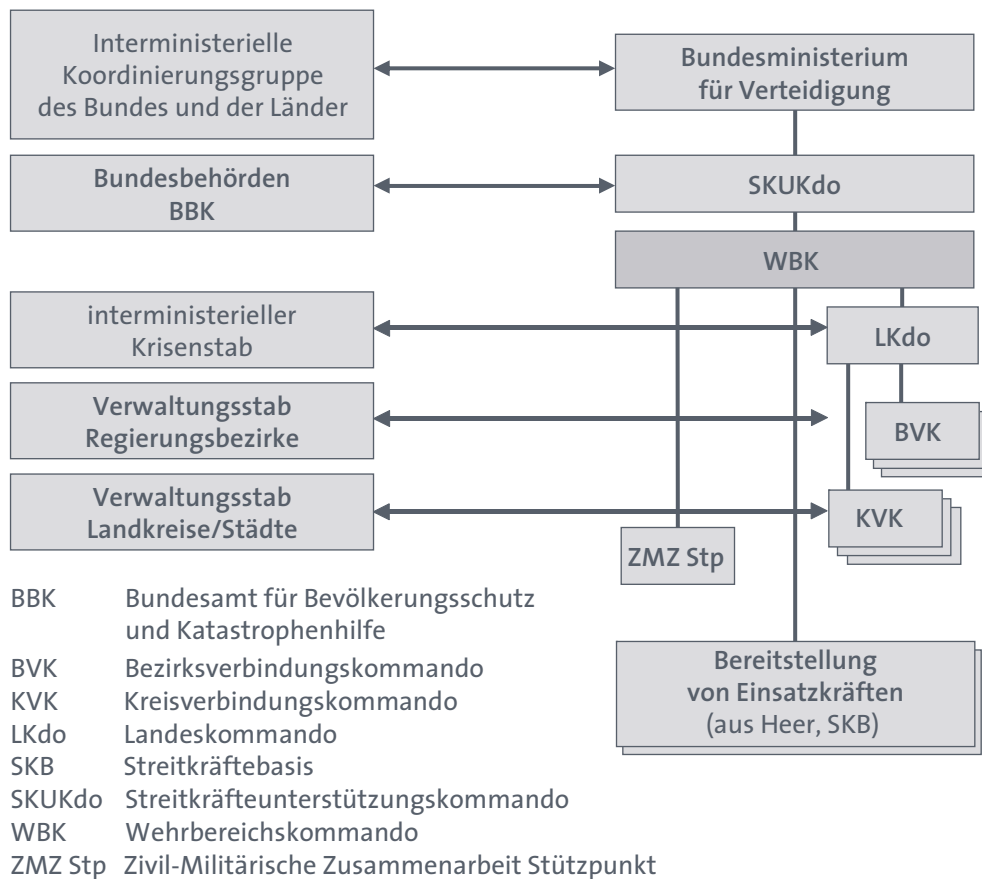 Interministerielle
Koordinierungsgruppe
des Bundes und der Länder
Bundesministerium
für Verteidigung
Bundesbehörden
BBK
SKUKdo
WBK
interministerieller
Krisenstab
LKdo
Verwaltungsstab
Regierungsbezirke
BVK
Verwaltungsstab
Landkreise/Städte
KVK
ZMZ Stp
Bereitstellung
von Einsatzkräften
(aus Heer, SKB)
BBK Bundesamt für Bevölkerungsschutz
und Katastrophenhilfe
BVK Bezirksverbindungskommando
KVK Kreisverbindungskommando
LKdo Landeskommando
SKB Streitkräftebasis
SKUKdo Streitkräfteunterstützungskommando
WBK Wehrbereichskommando
ZMZ Stp Zivil-Militärische Zusammenarbeit Stützpunkt